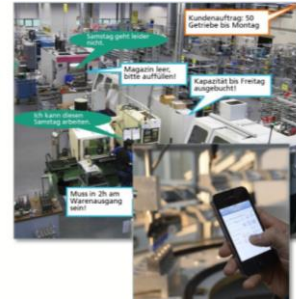 Kundenauftrag: 50
Getriebe bis Montag
Samstag geht leider
nicht.
Magazin leer,
bitte auffüllen!
Kapazität bis Freitag
ausgebucht!
Ich kann diesen
Samstag arbeiten.
Muss in 2h am
Warenausgang
sein!